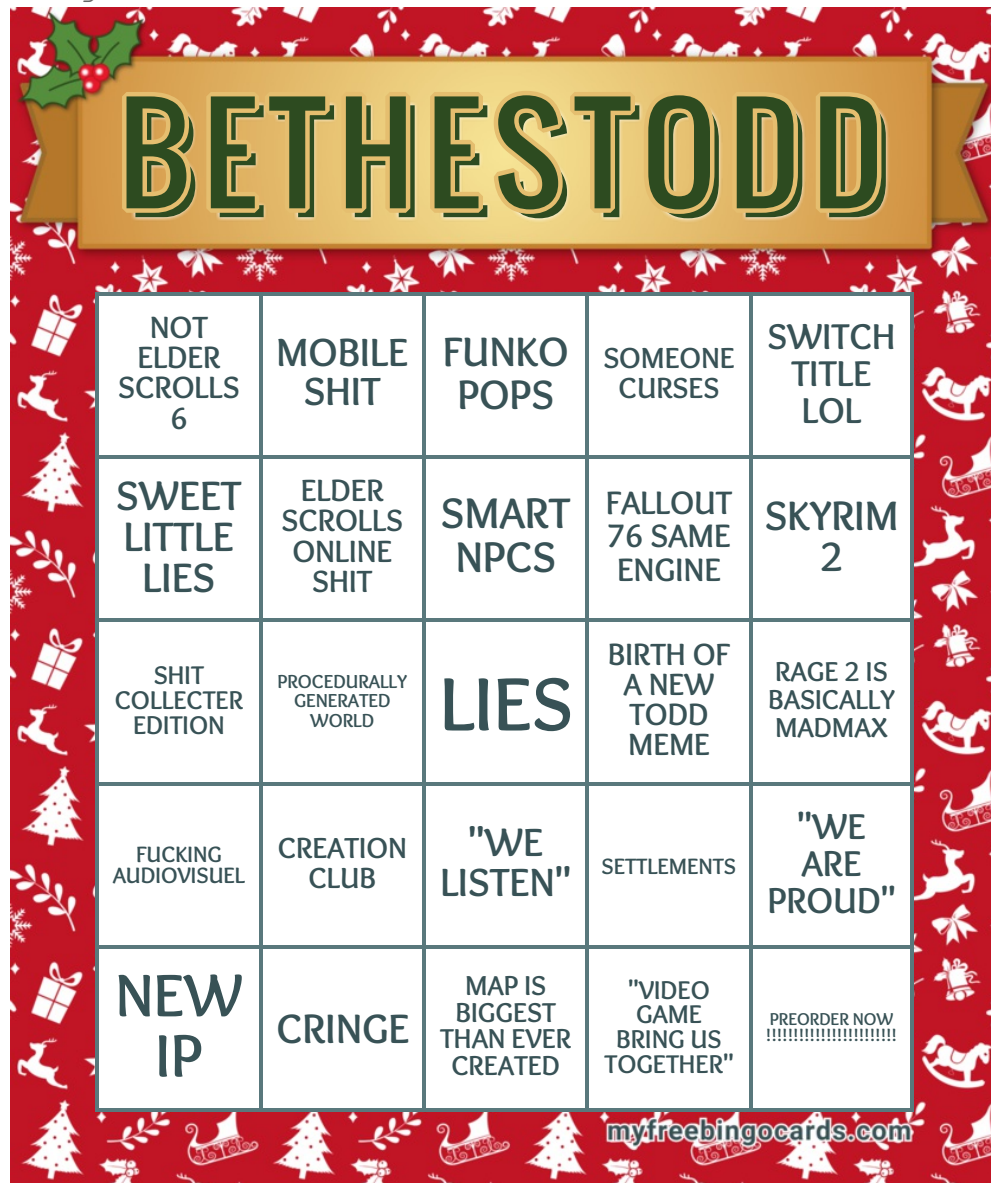 BETHESTODD
NOT
ELDER
SCROLLS
6
MOBILE
SHIT
FUNKO
POPS
SOMEONE
CURSES
SWITCH
TITLE
LOL
SWEET
LITTLE
LIES
ELDER
SCROLLS
ONLINE
SHIT
SMART
NPCS
FALLOUT
76 SAME
ENGINE
SKYRIM
2
SHIT
COLLECTER
EDITION
PROCEDURALLY
GENERATED
WORLD
LIES
BIRTH OF
A NEW
TODD
MEME
RAGE 2 IS
BASICALLY
MADMAX
FUCKING
AUDIOVISUEL
CREATION
CLUB
"WE
LISTEN"
SETTLEMENTS
"WE
ARE
PROUD"
NEW
IP
CRINGE
MAP IS
BIGGEST
THAN EVER
CREATED
"VIDEO
GAME
BRING US
TOGETHER"
PREORDER NOW
!!!!!!!!!!!!!!!!!!!!!!!
myfreebingocards.com